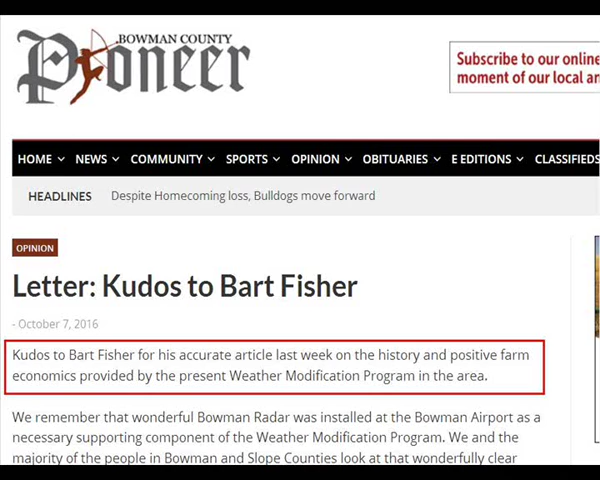 BOWMAN COUNTY
Pioneer
Subscribe to our online
moment of our local
HOME NEWS COMMUNITY SPORTS OPINION OBITUARIES E EDITIONS CLASSIFIEDS
HEADLINES Despite Homecoming loss, Bulldogs move forward
OPINION
Letter: Kudos to Bart Fisher
- October 7, 2016
Kudos to Bart Fisher for his accurate article last week on the history and positive farm
economics provided by the present Weather Modification Program in the area.
We remember that wonderful Bowman Radar was installed at the Bowman Airport as a
necessary supporting component of the Weather Modification Program. We and the
majority of the people in Bowman and Slope Counties look at that wonderfully clear